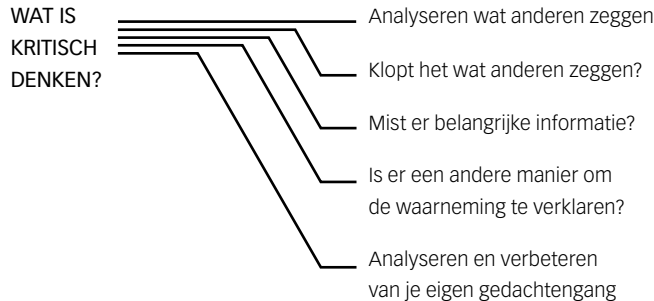 WAT IS
KRITISCH
DENKEN?
Analyseren wat anderen zeggen
Klopt het wat anderen zeggen?
Mist er belangrijke informatie?
Is er een andere manier om
de waarneming te verklaren?
Analyseren en verbeteren
van je eigen gedachtengang